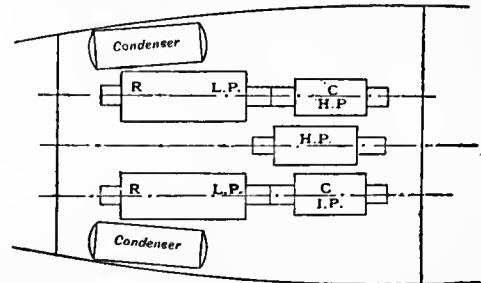 Condenser
R L.P. C
H.P
H.P.
R L.P. C
I.P.
Condenser